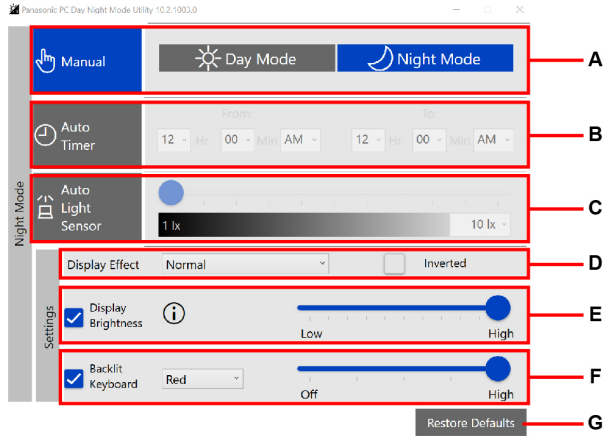 Panasonic PC Day Night Mode Utility 10.2.1003.0
Manual
Day Mode
Night Mode
A
Auto
Timer
From:
To:
12 Hr 00 Min AM
12 Hr 00 Min AM
B
Night Mode
Auto
Light
Sensor
1 lx
10 lx
C
Settings
Display Effect
Normal
Inverted
D
Display
Brightness
Low
High
E
Backlit
Keyboard
Red
Off
High
F
Restore Defaults
G